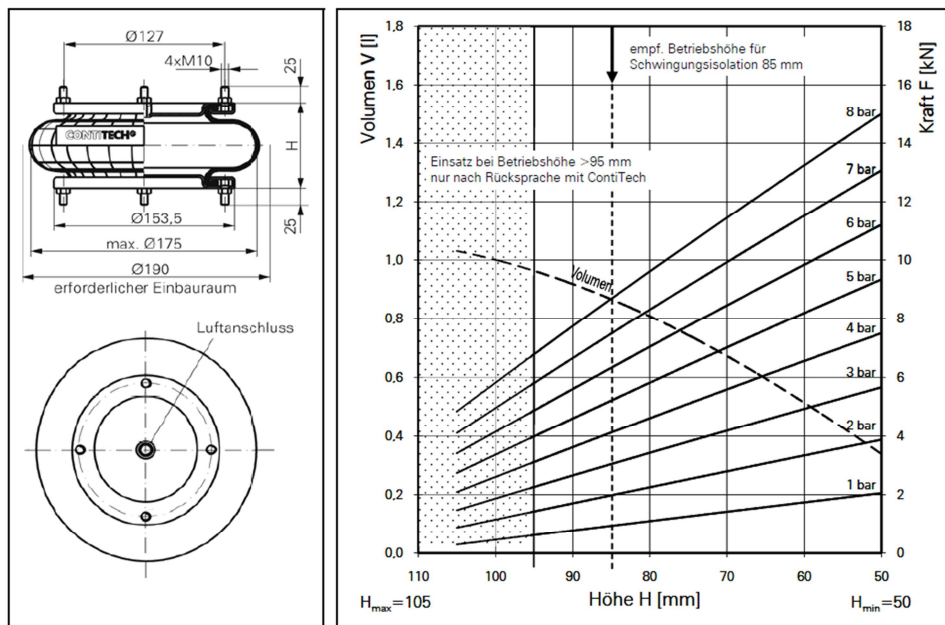 Ø127
4xM10
25
CONTITECH®
H
25
Ø153,5
max. Ø175
Ø190
erforderlicher Einbauraum
Luftanschluss
Volumen V [l]
1,8
1,6
1,4
1,2
1,0
0,8
0,6
0,4
0,2
0,0
empf. Betriebshöhe für
Schwingungsisolation 85 mm
Einsatz bei Betriebshöhe >95 mm
nur nach Rücksprache mit ContiTech
Volumen
8 bar
7 bar
6 bar
5 bar
4 bar
3 bar
2 bar
1 bar
Kraft F [kN]
18
16
14
12
10
8
6
4
2
0
110
100
90
80
70
60
50
Hmax=105
Höhe H [mm]
Hmin=50